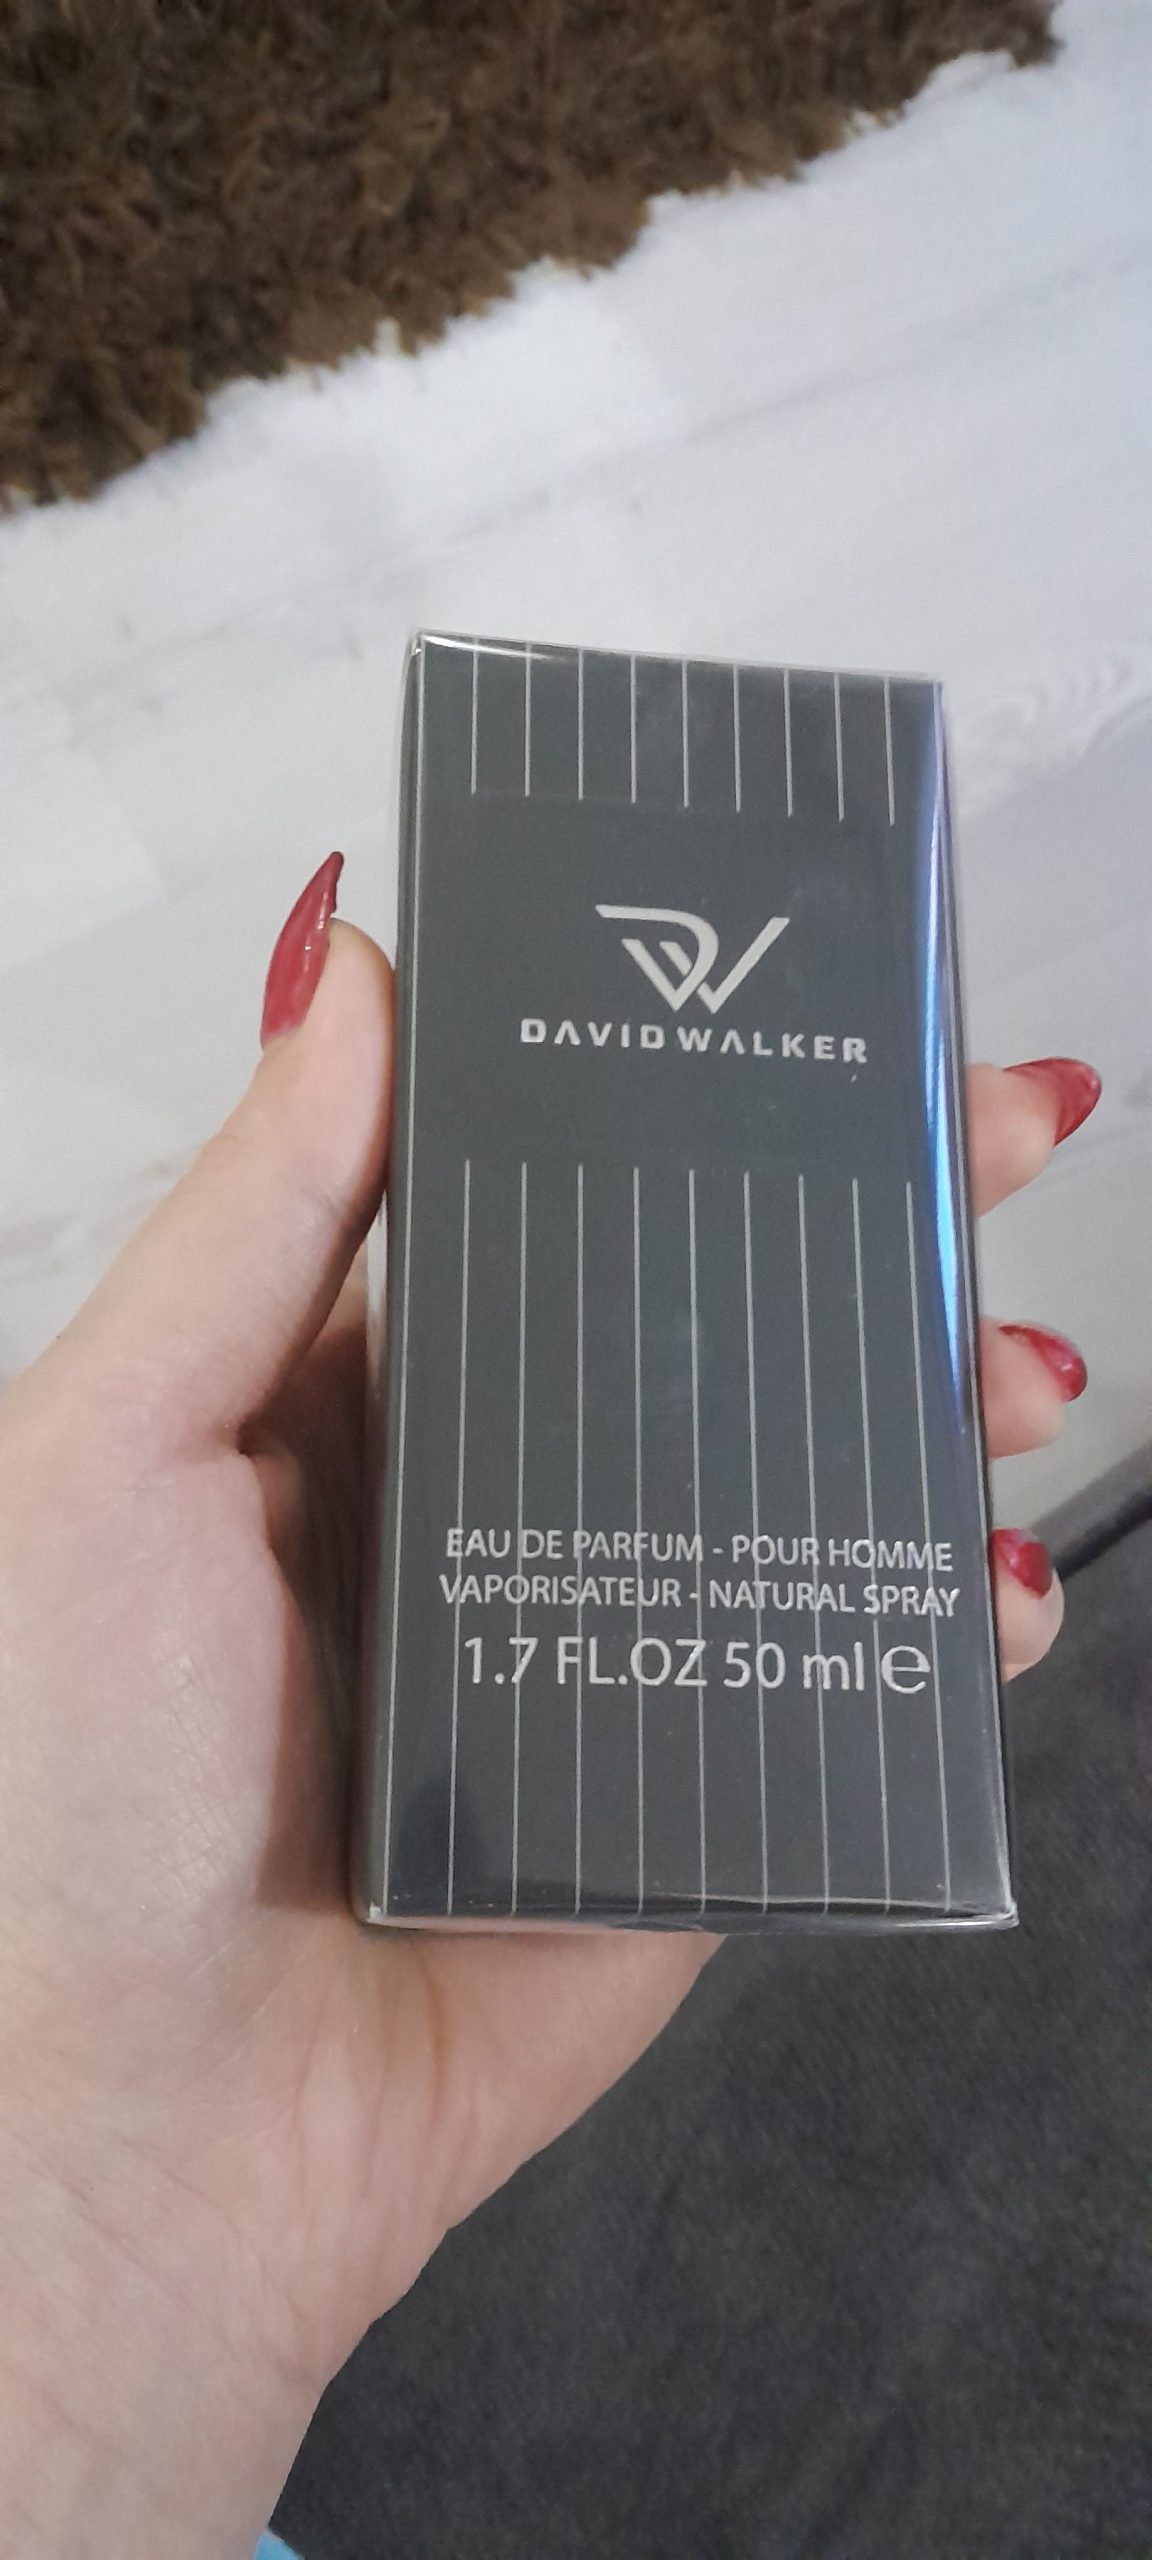 DW
DAVIDWALKER
EAU DE PARFUM - POUR HOMME
VAPORISATEUR - NATURAL SPRAY
1.7 FL.OZ 50 ml e